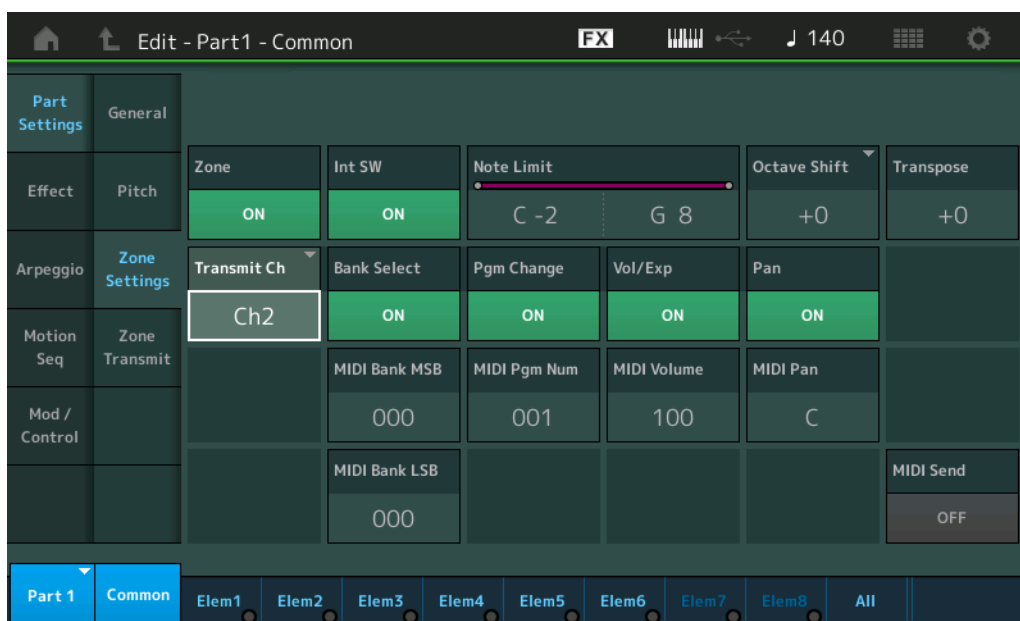 Edit - Part1 - Common
FX
140
Part
Settings
General
Effect
Pitch
Arpeggio
Zone
Settings
Motion
Seq
Zone
Transmit
Mod /
Control
Zone
ON
Int SW
ON
Note Limit
C -2
G 8
Octave Shift
+0
Transpose
+0
Transmit Ch
Ch2
Bank Select
ON
Pgm Change
ON
Vol/Exp
ON
Pan
ON
MIDI Bank MSB
000
MIDI Pgm Num
001
MIDI Volume
100
MIDI Pan
C
MIDI Bank LSB
000
MIDI Send
OFF
Part 1
Common
Elem1
Elem2
Elem3
Elem4
Elem5
Elem6
Elem7
Elem8
All